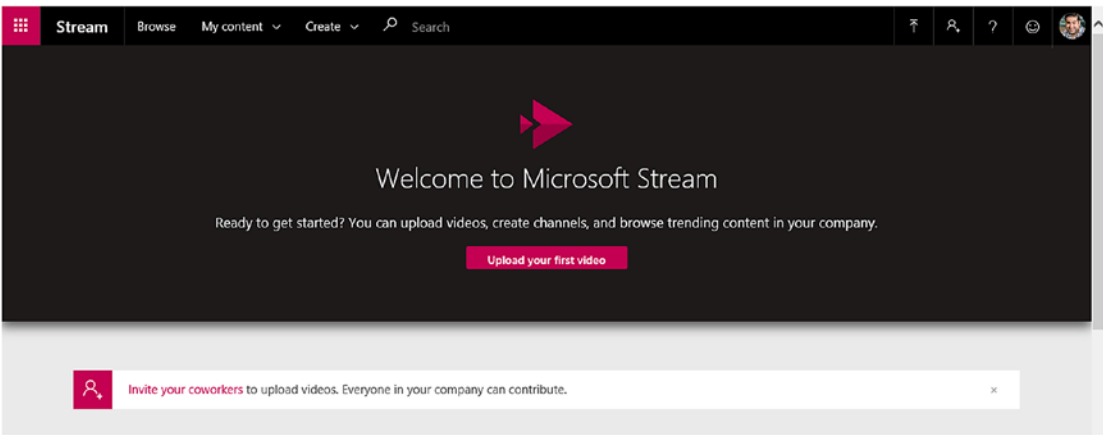 Stream Browse My content Create Search ?
Welcome to Microsoft Stream
Ready to get started? You can upload videos, create channels, and browse trending content in your company.
Upload your first video
Invite your coworkers to upload videos. Everyone in your company can contribute.